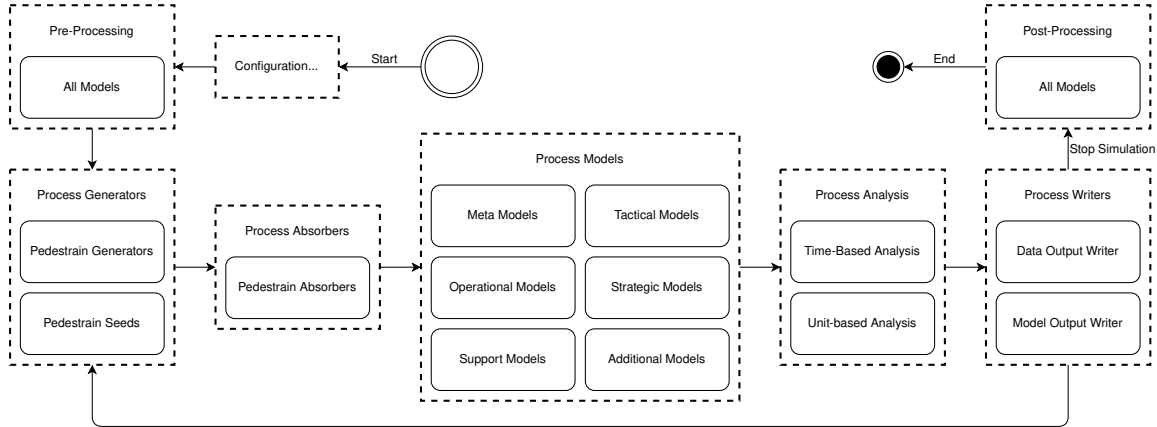 Pre-Processing
All Models
Configuration...
Start
End
Post-Processing
All Models
Stop Simulation
Process Generators
Pedestrain Generators
Pedestrain Seeds
Process Absorbers
Pedestrain Absorbers
Process Models
Meta Models
Tactical Models
Operational Models
Strategic Models
Support Models
Additional Models
Process Analysis
Time-Based Analysis
Unit-based Analysis
Process Writers
Data Output Writer
Model Output Writer